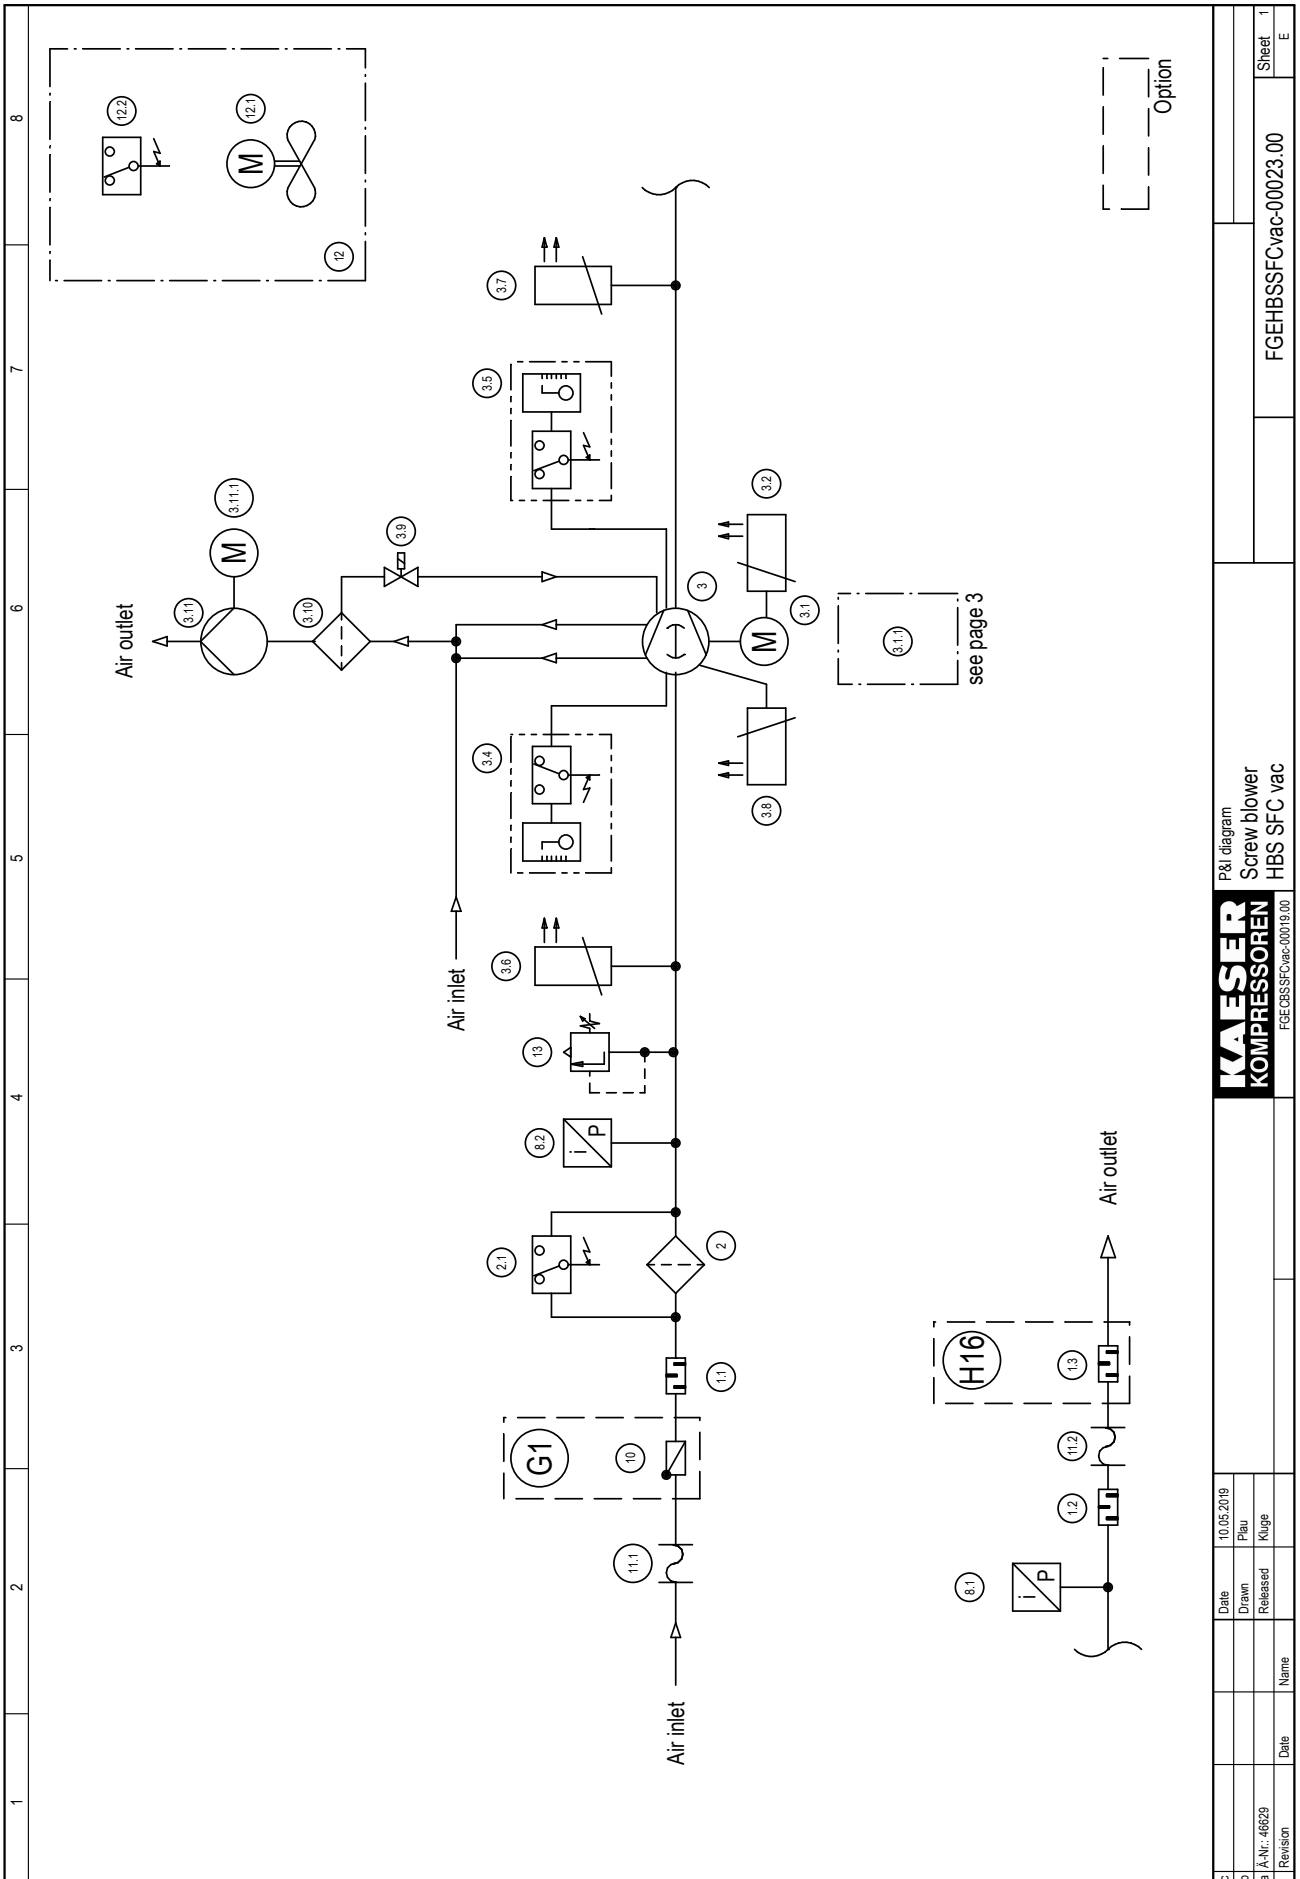 1
2
3
4
5
6
7
8
12
12.1
12.2
M
Air outlet
3.11
3.11.1
M
3.10
3.9
Air inlet
3.4
3.5
3.6
3.7
13
8.2
i
P
2.1
2
1.1
G1
10
11.1
Air inlet
3
3.1
M
3.2
3.8
3.1.1
see page 3
8.1
i
P
1.2
11.2
H16
1.3
Air outlet
Option
c
b
a
Ä-Nr.: 46629
Revision
Date
Name
Date
10.05.2019
Drawn
Plau
Released
Kluge
KAESER
KOMPRESSOREN
FGECBSSFCvac-00019.00
P&I diagram
Screw blower
HBS SFC vac
FGEHBSSFCvac-00023.00
Sheet
1
E